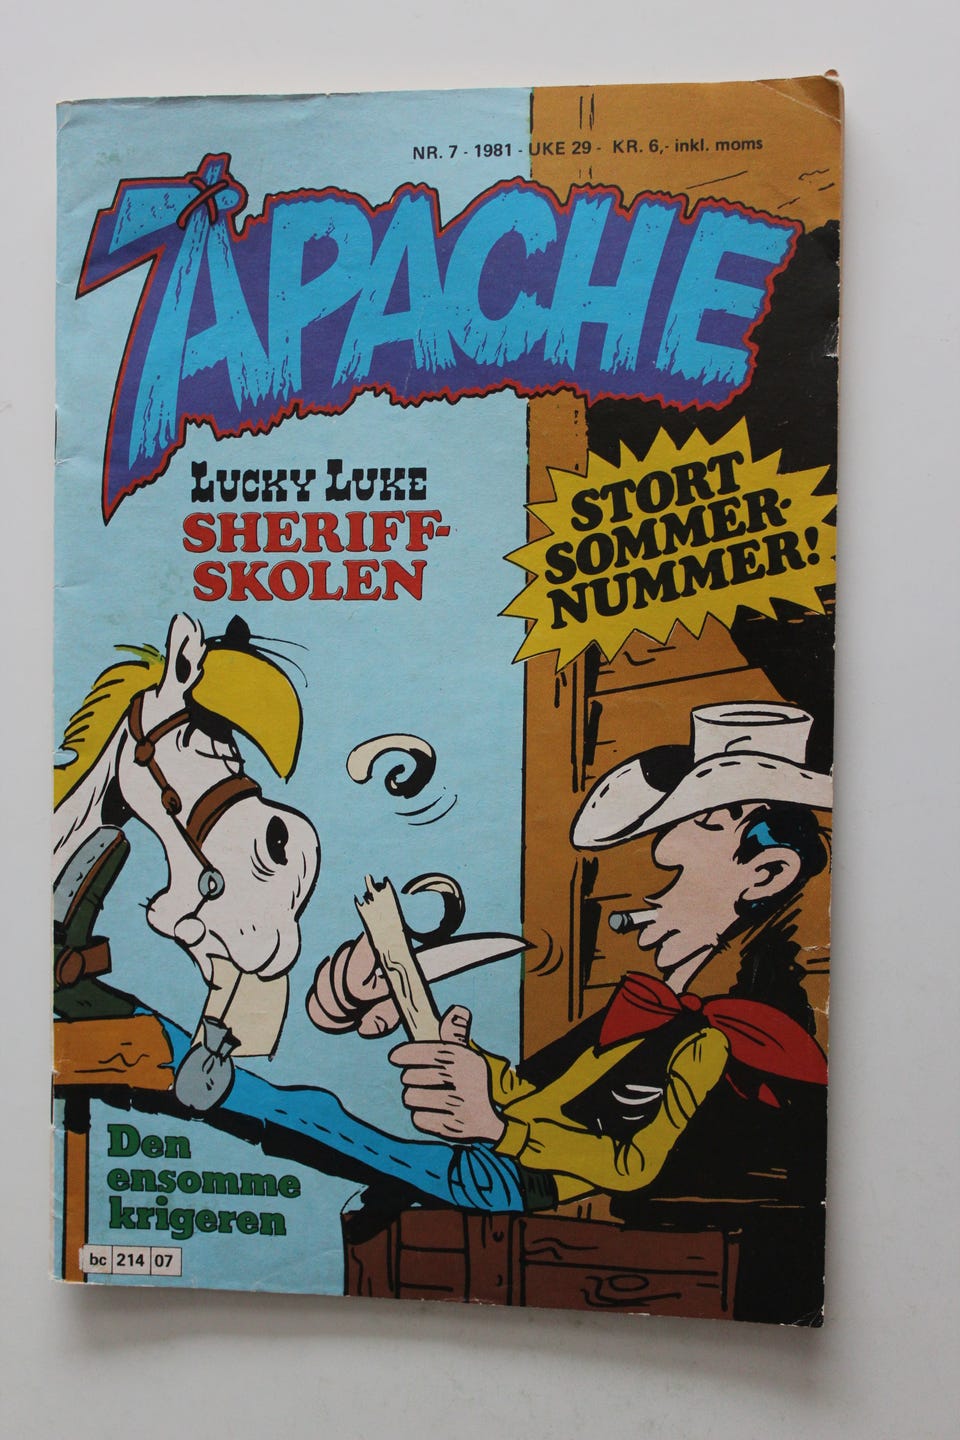 NR. 7 - 1981 - UKE 29 - KR. 6,- inkl. moms
APACHE
LUCKY LUKE
SHERIFF-
SKOLEN
STORT
SOMMER-
NUMMER!
Den
ensomme
krigeren
bc 214 07